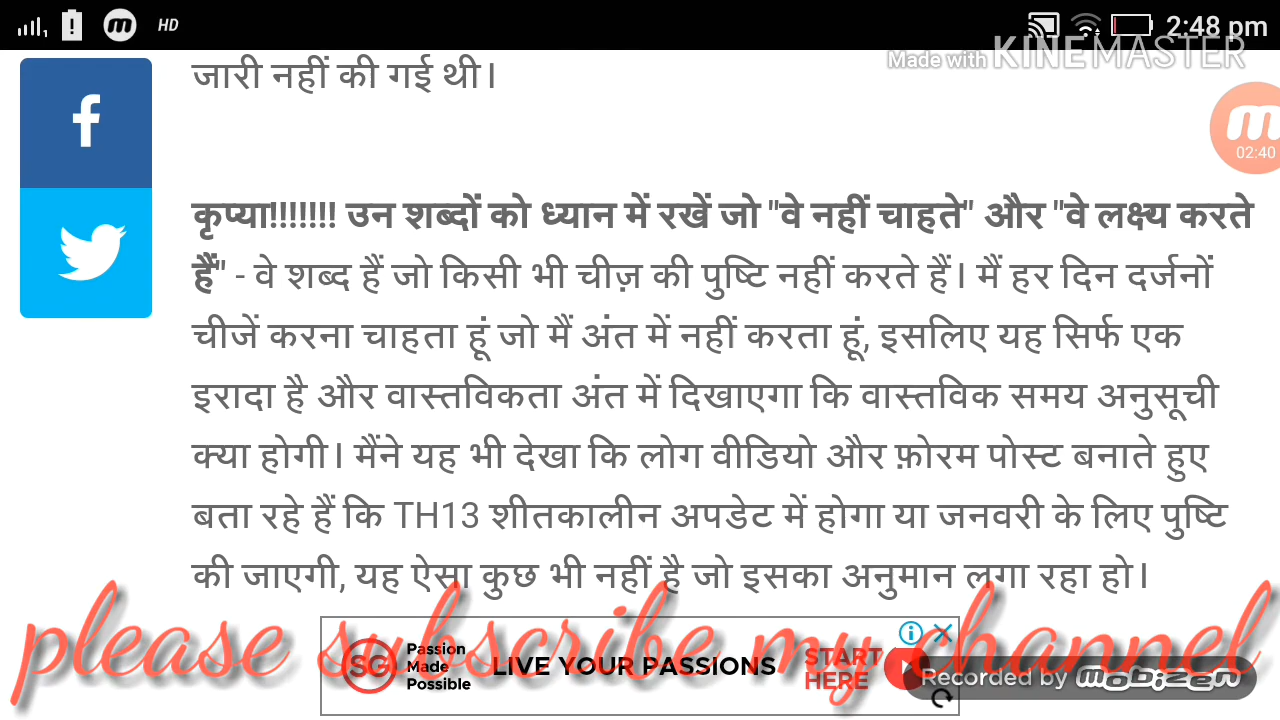 HD
2:48 pm
Made with KINEMASTER
जारी नहीं की गई थी।
02:40
कृप्या!!!!!!! उन शब्दों को ध्यान में रखें जो "वे नहीं चाहते" और "वे लक्ष्य करते
हैं" - वे शब्द हैं जो किसी भी चीज़ की पुष्टि नहीं करते हैं। मैं हर दिन दर्जनों
चीजें करना चाहता हूं जो मैं अंत में नहीं करता हूं, इसलिए यह सिर्फ एक
इरादा है और वास्तविकता अंत में दिखाएगा कि वास्तविक समय अनुसूची
क्या होगी। मैंने यह भी देखा कि लोग वीडियो और फ़ोरम पोस्ट बनाते हुए
बता रहे हैं कि TH13 शीतकालीन अपडेट में होगा या जनवरी के लिए पुष्टि
की जाएगी, यह ऐसा कुछ भी नहीं है जो इसका अनुमान लगा रहा हो।
please subscribe my channel
SG
Passion
Made
Possible
LIVE YOUR PASSIONS
START
HERE
Recorded by mobizen